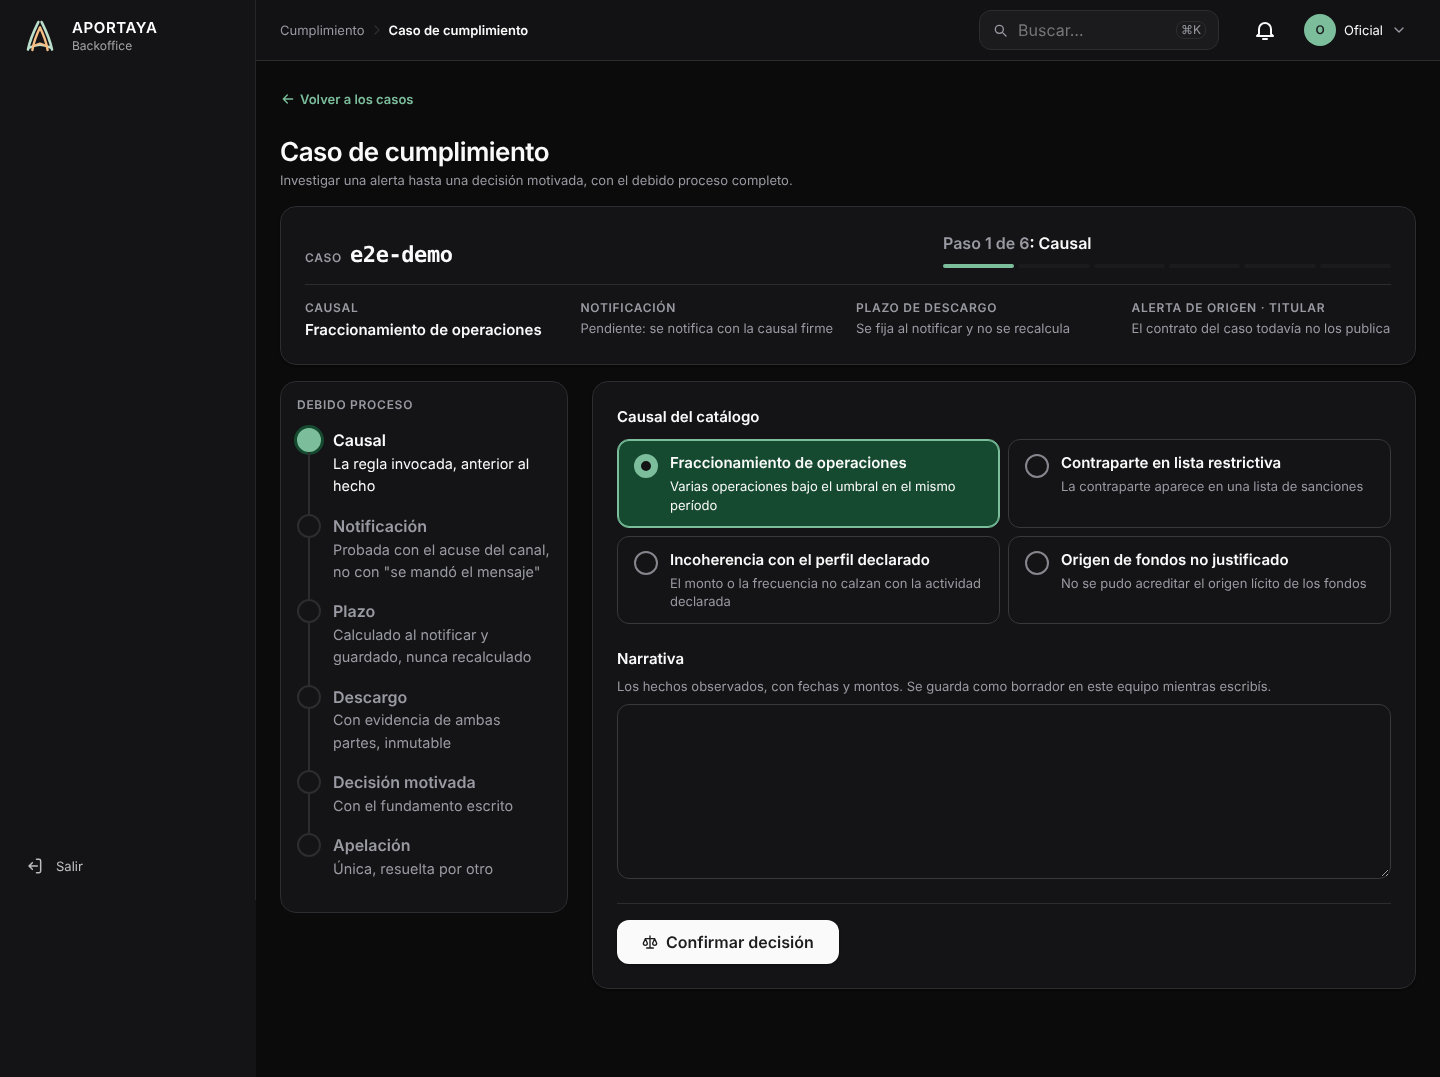 APORTAYA
Backoffice
Cumplimiento
Caso de cumplimiento
Buscar...
⌘K
O
Oficial
Volver a los casos
Caso de cumplimiento
Investigar una alerta hasta una decisión motivada, con el debido proceso completo.
CASO e2e-demo
Paso 1 de 6: Causal
CAUSAL
Fraccionamiento de operaciones
NOTIFICACIÓN
Pendiente: se notifica con la causal firme
PLAZO DE DESCARGO
Se fija al notificar y no se recalcula
ALERTA DE ORIGEN · TITULAR
El contrato del caso todavía no los publica
DEBIDO PROCESO
Causal
La regla invocada, anterior al
hecho
Notificación
Probada con el acuse del canal,
no con "se mandó el mensaje"
Plazo
Calculado al notificar y
guardado, nunca recalculado
Descargo
Con evidencia de ambas
partes, inmutable
Decisión motivada
Con el fundamento escrito
Apelación
Única, resuelta por otro
Causal del catálogo
Fraccionamiento de operaciones
Varias operaciones bajo el umbral en el mismo
período
Contraparte en lista restrictiva
La contraparte aparece en una lista de sanciones
Incoherencia con el perfil declarado
El monto o la frecuencia no calzan con la actividad
declarada
Origen de fondos no justificado
No se pudo acreditar el origen lícito de los fondos
Narrativa
Los hechos observados, con fechas y montos. Se guarda como borrador en este equipo mientras escribís.
Confirmar decisión
Salir